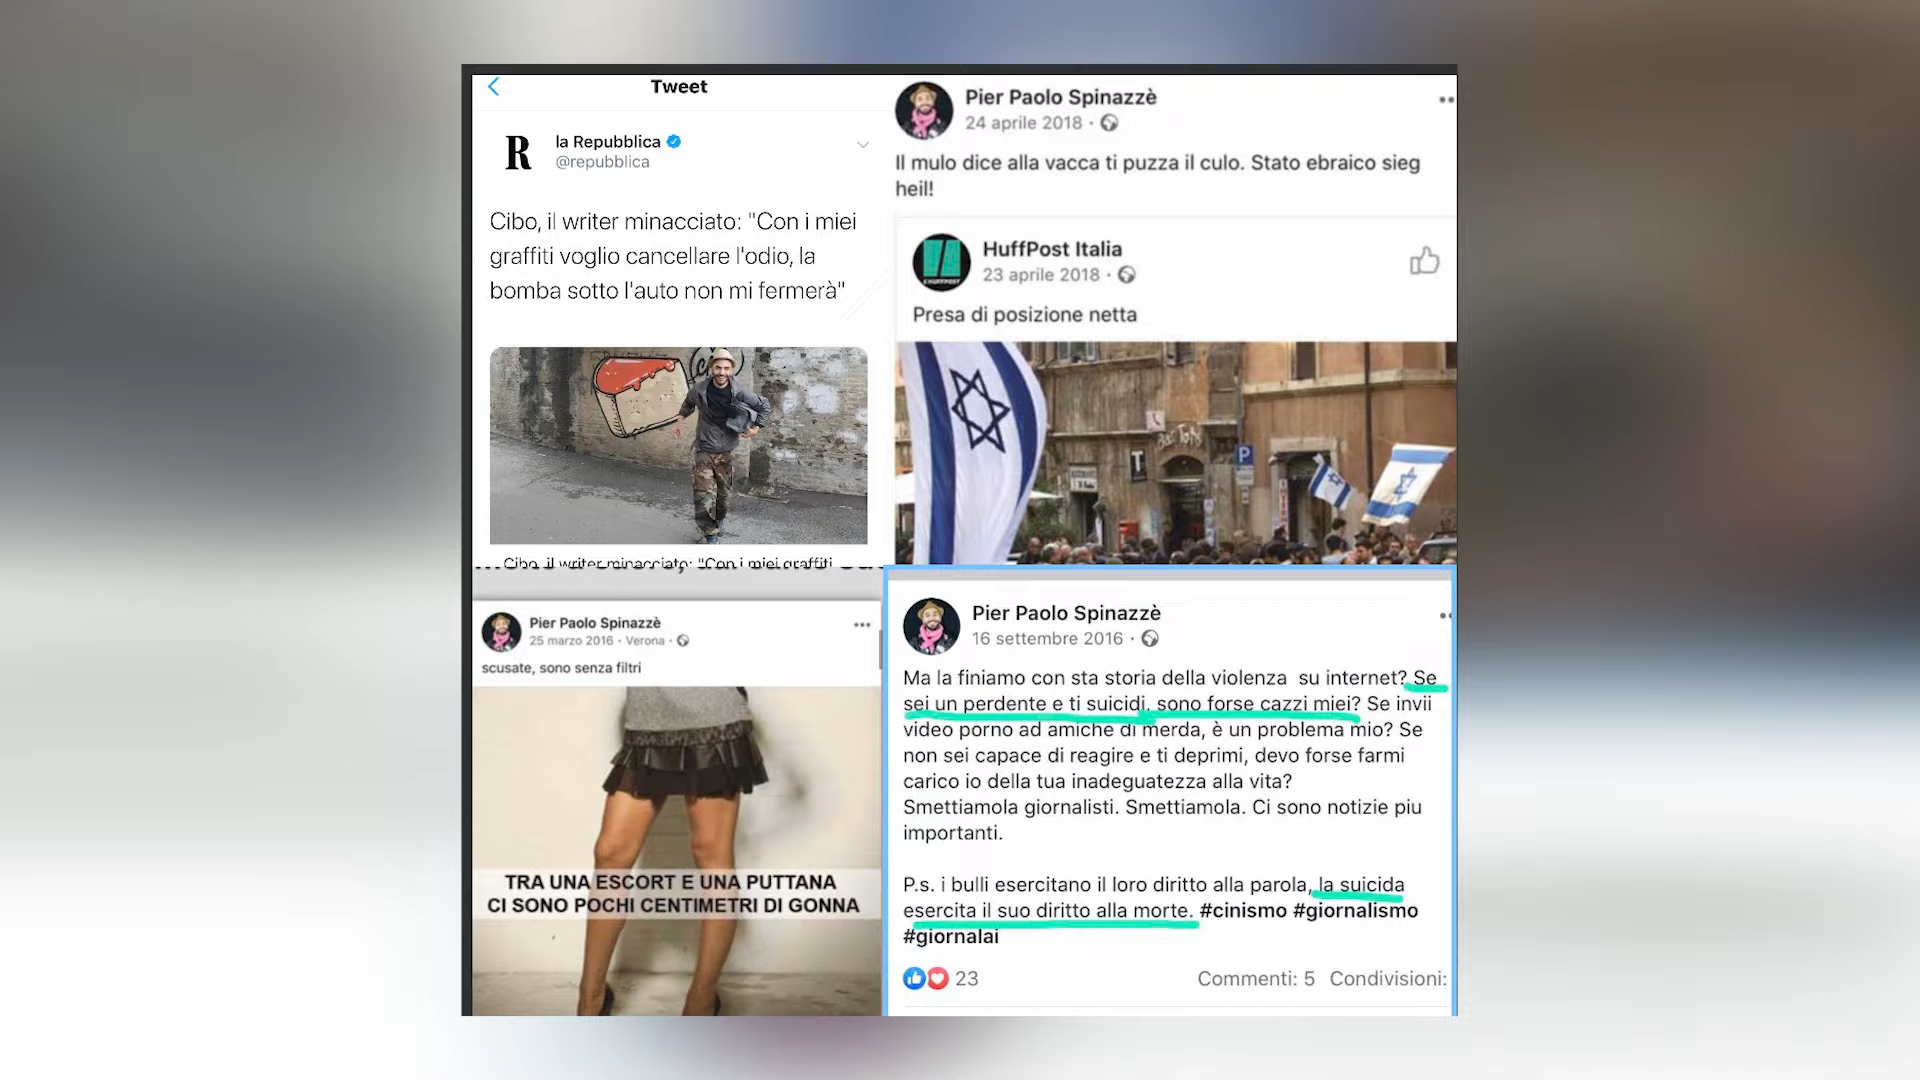 Tweet
la Repubblica
@repubblica
Cibo, il writer minacciato: "Con i miei
graffiti voglio cancellare l'odio, la
bomba sotto l'auto non mi fermerà"
Cibo, il writer minacciato: "Con i miei graffiti
Pier Paolo Spinazzè
24 aprile 2018 ·
Il mulo dice alla vacca ti puzza il culo. Stato ebraico sieg
heil!
HuffPost Italia
23 aprile 2018 ·
Presa di posizione netta
T
P
Pier Paolo Spinazzè
25 marzo 2016 · Verona ·
scusate, sono senza filtri
TRA UNA ESCORT E UNA PUTTANA
CI SONO POCHI CENTIMETRI DI GONNA
Pier Paolo Spinazzè
16 settembre 2016 ·
Ma la finiamo con sta storia della violenza su internet? Se
sei un perdente e ti suicidi, sono forse cazzi miei? Se invii
video porno ad amiche di merda, è un problema mio? Se
non sei capace di reagire e ti deprimi, devo forse farmi
carico io della tua inadeguatezza alla vita?
Smettiamola giornalisti. Smettiamola. Ci sono notizie piu
importanti.
P.s. i bulli esercitano il loro diritto alla parola, la suicida
esercita il suo diritto alla morte. #cinismo #giornalismo
#giornalai
23
Commenti: 5 Condivisioni: